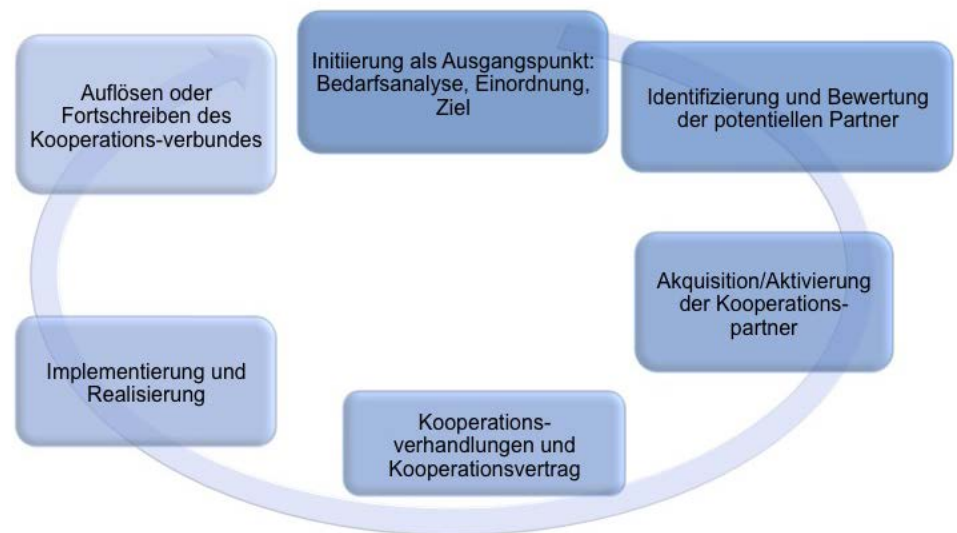 Initiierung als Ausgangspunkt:
Bedarfsanalyse, Einordnung,
Ziel
Identifizierung und Bewertung
der potentiellen Partner
Akquisition/Aktivierung
der Kooperations-
partner
Kooperations-
verhandlungen und
Kooperationsvertrag
Implementierung und
Realisierung
Auflösen oder
Fortschreiben des
Kooperations-verbundes